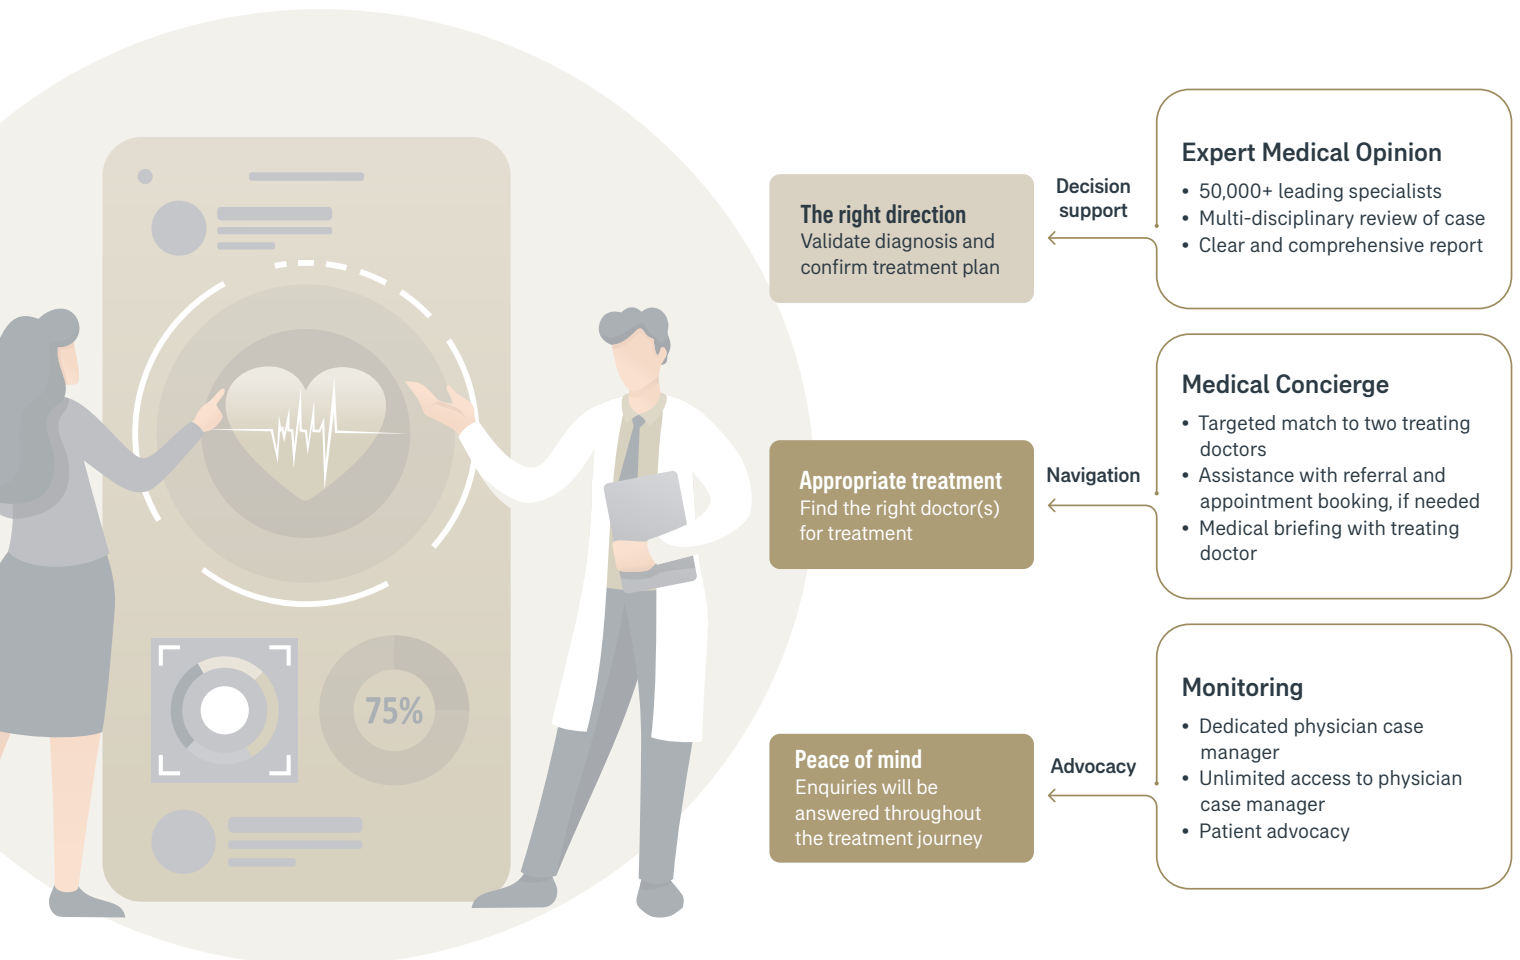 Expert Medical Opinion
• 50,000+ leading specialists
• Multi-disciplinary review of case
• Clear and comprehensive report
Decision
support
The right direction
Validate diagnosis and
confirm treatment plan
Medical Concierge
• Targeted match to two treating
doctors
• Assistance with referral and
appointment booking, if needed
• Medical briefing with treating
doctor
Navigation
Appropriate treatment
Find the right doctor(s)
for treatment
Monitoring
• Dedicated physician case
manager
• Unlimited access to physician
case manager
• Patient advocacy
Advocacy
Peace of mind
Enquiries will be
answered throughout
the treatment journey
75%